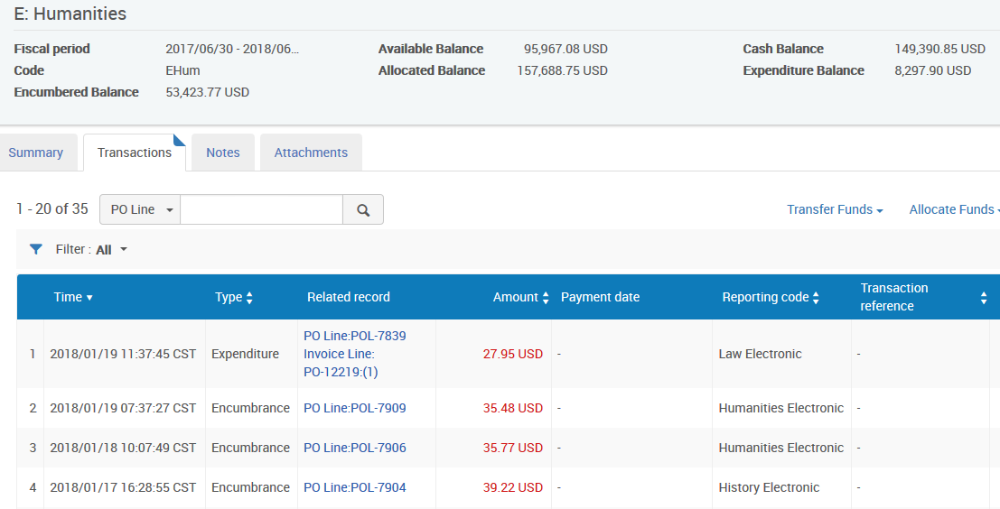 E: Humanities
Fiscal period 2017/06/30 - 2018/06... Available Balance 95,967.08 USD Cash Balance 149,390.85 USD
Code EHum Allocated Balance 157,688.75 USD Expenditure Balance 8,297.90 USD
Encumbered Balance 53,423.77 USD
Summary Transactions Notes Attachments
1 - 20 of 35 PO Line Transfer Funds Allocate Funds
Filter : All
Time Type Related record Amount Payment date Reporting code Transaction reference
1 2018/01/19 11:37:45 CST Expenditure PO Line:POL-7839 Invoice Line: PO-12219:(1) 27.95 USD - Law Electronic -
2 2018/01/19 07:37:27 CST Encumbrance PO Line:POL-7909 35.48 USD - Humanities Electronic -
3 2018/01/18 10:07:49 CST Encumbrance PO Line:POL-7906 35.77 USD - Humanities Electronic -
4 2018/01/17 16:28:55 CST Encumbrance PO Line:POL-7904 39.22 USD - History Electronic -